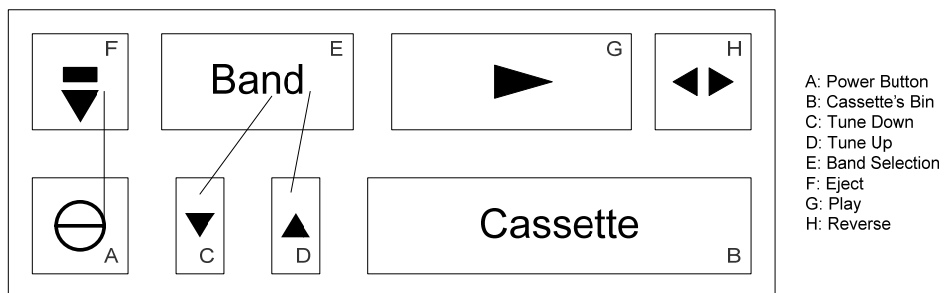 F
E
Band
G
H
A
C
D
Cassette
B
A: Power Button
B: Cassette's Bin
C: Tune Down
D: Tune Up
E: Band Selection
F: Eject
G: Play
H: Reverse